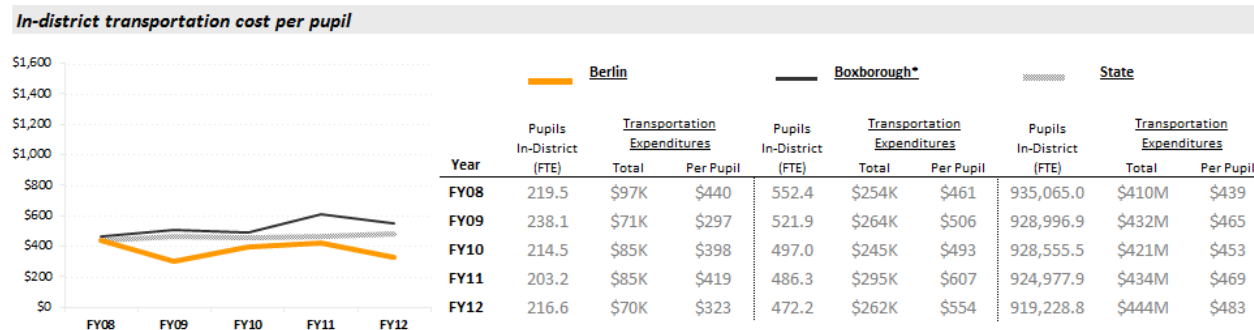 In-district transportation cost per pupil
$1,600
$1,400
$1,200
$1,000
$800
$600
$400
$200
$0
FY08 FY09 FY10 FY11 FY12
Berlin Boxborough* State
Pupils In-District (FTE) Transportation Expenditures Pupils In-District (FTE) Transportation Expenditures Pupils In-District (FTE) Transportation Expenditures
Year Total Per Pupil Total Per Pupil Total Per Pupil
FY08 219.5 $97K $440 552.4 $254K $461 935,065.0 $410M $439
FY09 238.1 $71K $297 521.9 $264K $506 928,996.9 $432M $465
FY10 214.5 $85K $398 497.0 $245K $493 928,555.5 $421M $453
FY11 203.2 $85K $419 486.3 $295K $607 924,977.9 $434M $469
FY12 216.6 $70K $323 472.2 $262K $554 919,228.8 $444M $483